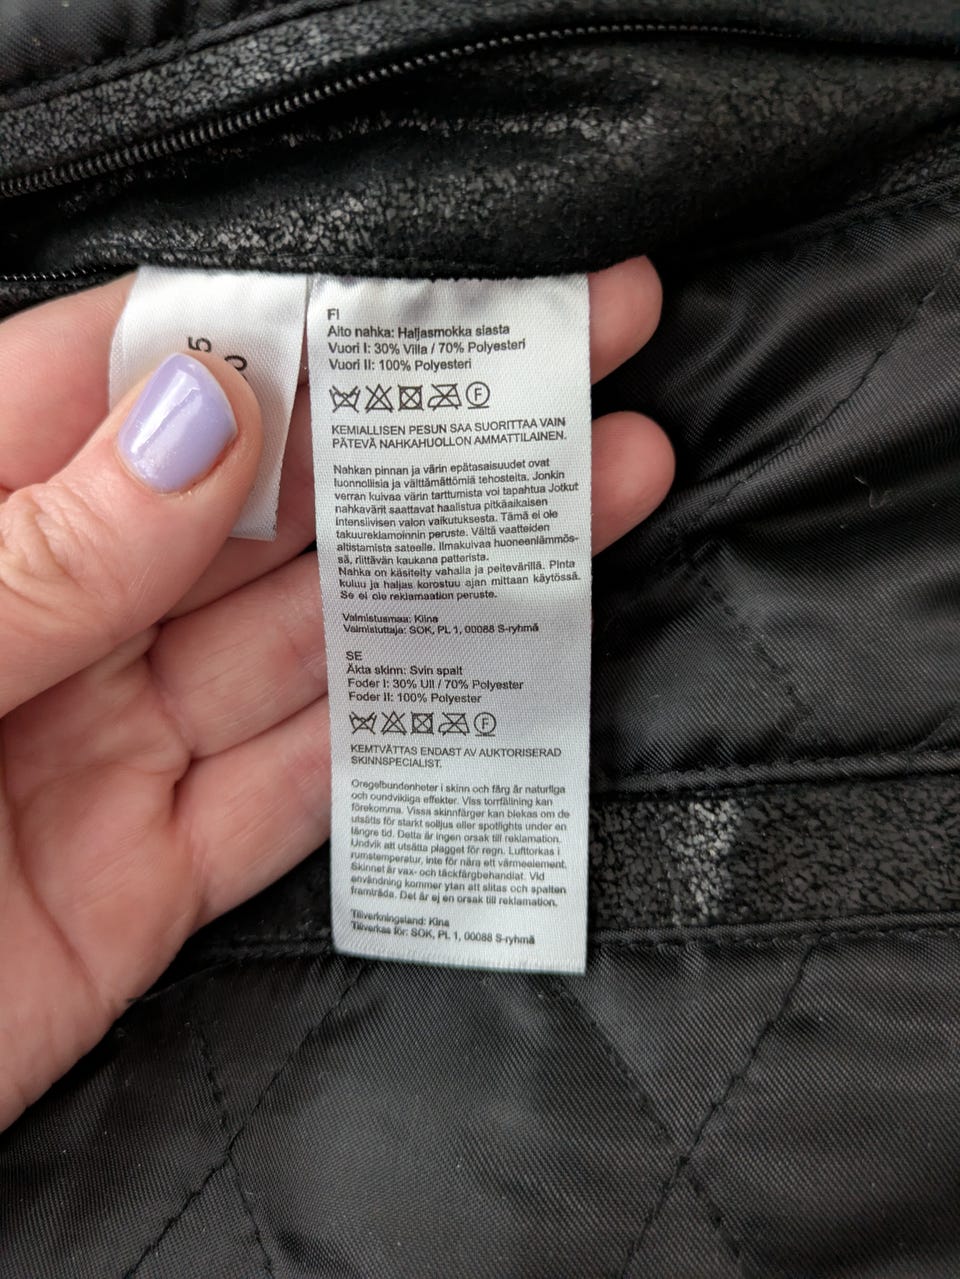 5
0
FI
Aito nahka: Haljasmokka siasta
Vuori I: 30% Villa / 70% Polyesteri
Vuori II: 100% Polyesteri
F
KEMIALLISEN PESUN SAA SUORITTAA VAIN
PÄTEVÄ NAHKAHUOLLON AMMATTILAINEN.
Nahkan pinnan ja värin epätasaisuudet ovat
luonnollisia ja välttämättömiä tehosteita. Jonkin
verran kuivaa värin tarttumista voi tapahtua Jotkut
nahkavärit saattavat haalistua pitkäaikaisen
intensiivisen valon vaikutuksesta. Tämä ei ole
takuureklamoinnin peruste. Vältä vaatteiden
altistamista sateelle. Ilmakuivaa huoneenlämmös-
sä, riittävän kaukana patterista.
Nahka on käsitelty vahalla ja peitevärillä. Pinta
kuluu ja haljas korostuu ajan mittaan käytössä.
Se ei ole reklamaation peruste.
Valmistusmaa: Kiina
Valmistuttaja: SOK, PL 1, 00088 S-ryhmä
SE
Äkta skinn: Svin spalt
Foder I: 30% Ull / 70% Polyester
Foder II: 100% Polyester
F
KEMTVÄTTAS ENDAST AV AUKTORISERAD
SKINNSPECIALIST.
Oregelbundenheter i skinn och färg är naturliga
och oundvikliga effekter. Viss torrfällning kan
förekomma. Vissa skinnfärger kan blekas om de
utsätts för starkt solljus eller spotlights under en
längre tid. Detta är ingen orsak till reklamation.
Undvik att utsätta plagget för regn. Lufttorkas i
rumstemperatur, inte för nära ett värmeelement.
Skinnet är vax- och täckfärgbehandlat. Vid
användning kommer ytan att slitas och spalten
framträda. Det är ej en orsak till reklamation.
Tillverkningsland: Kina
Tillverkas för: SOK, PL 1, 00088 S-ryhmä